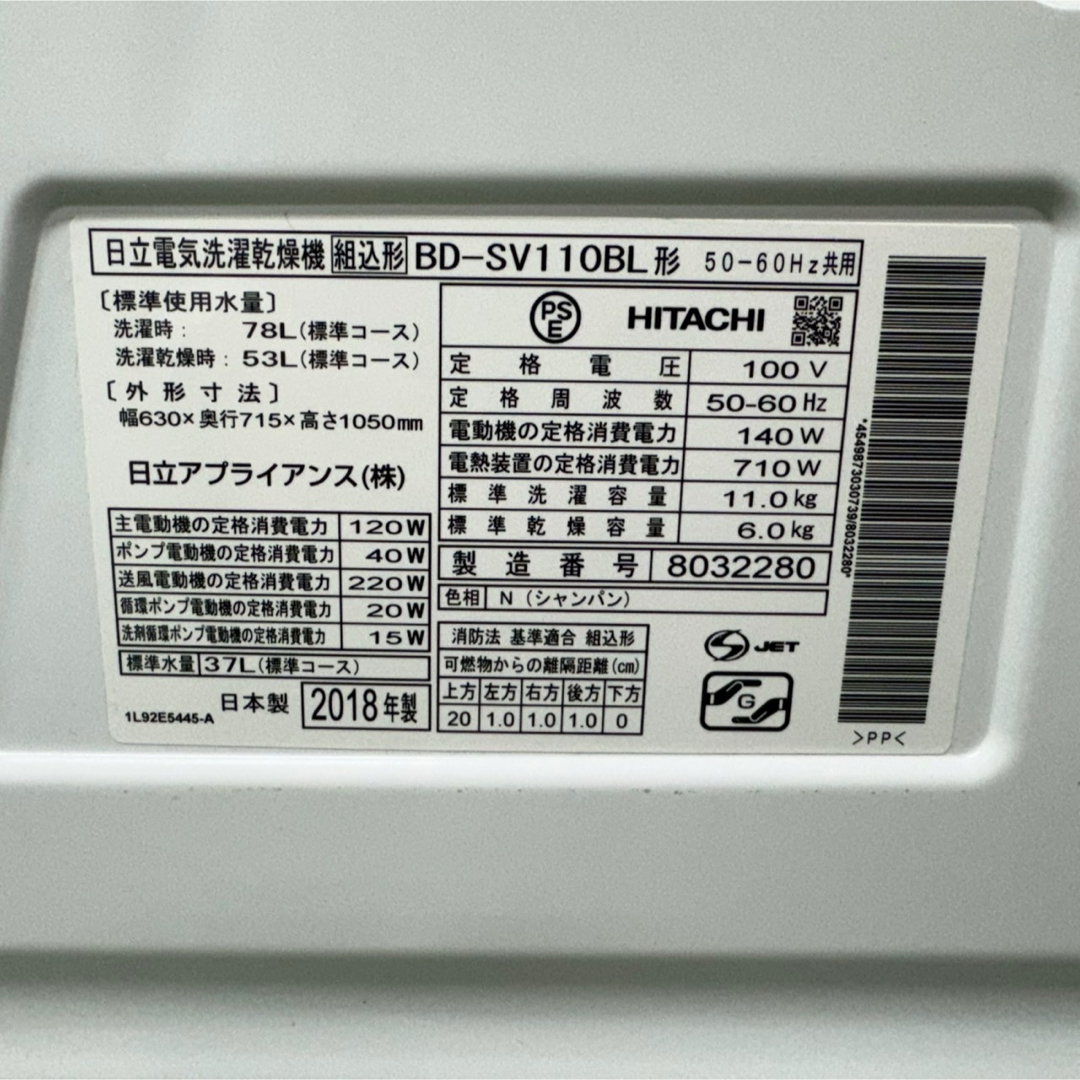 日立電気洗濯乾燥機 組込形 BD-SV110BL形 50-60Hz共用
〔標準使用水量〕
洗濯時： 78L(標準コース)
洗濯乾燥時：53L(標準コース)
〔外形寸法〕
幅630×奥行715×高さ1050mm
日立アプライアンス(株)
主電動機の定格消費電力 120W
ポンプ電動機の定格消費電力 40W
送風電動機の定格消費電力 220W
循環ポンプ電動機の定格消費電力 20W
洗剤循環ポンプ電動機の定格消費電力 15W
標準水量 37L(標準コース)
1L92E5445-A 日本製 2018年製
PSE HITACHI
定格電圧 100V
定格周波数 50-60Hz
電動機の定格消費電力 140W
電熱装置の定格消費電力 710W
標準洗濯容量 11.0kg
標準乾燥容量 6.0kg
製造番号 8032280
色相 N（シャンパン）
消防法 基準適合 組込形
可燃物からの離隔距離(cm)
上方 左方 右方 後方 下方
20 1.0 1.0 1.0 0
S JET
G
*4549873030739/8032280*
>PP<